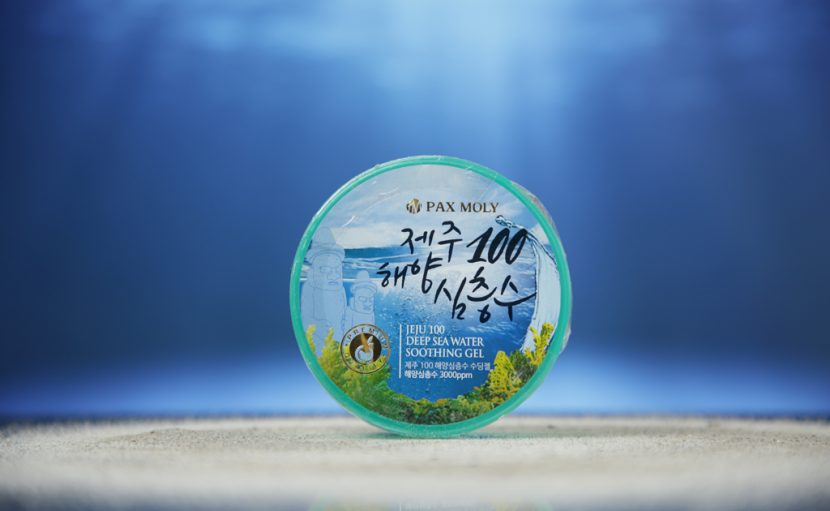 PAX MOLY
제주 100
해양
심층수
JEJU 100
DEEP SEA WATER
SOOTHING GEL
제주 100 해양심층수 수딩젤
해양심층수 3000ppm
PREMIUM